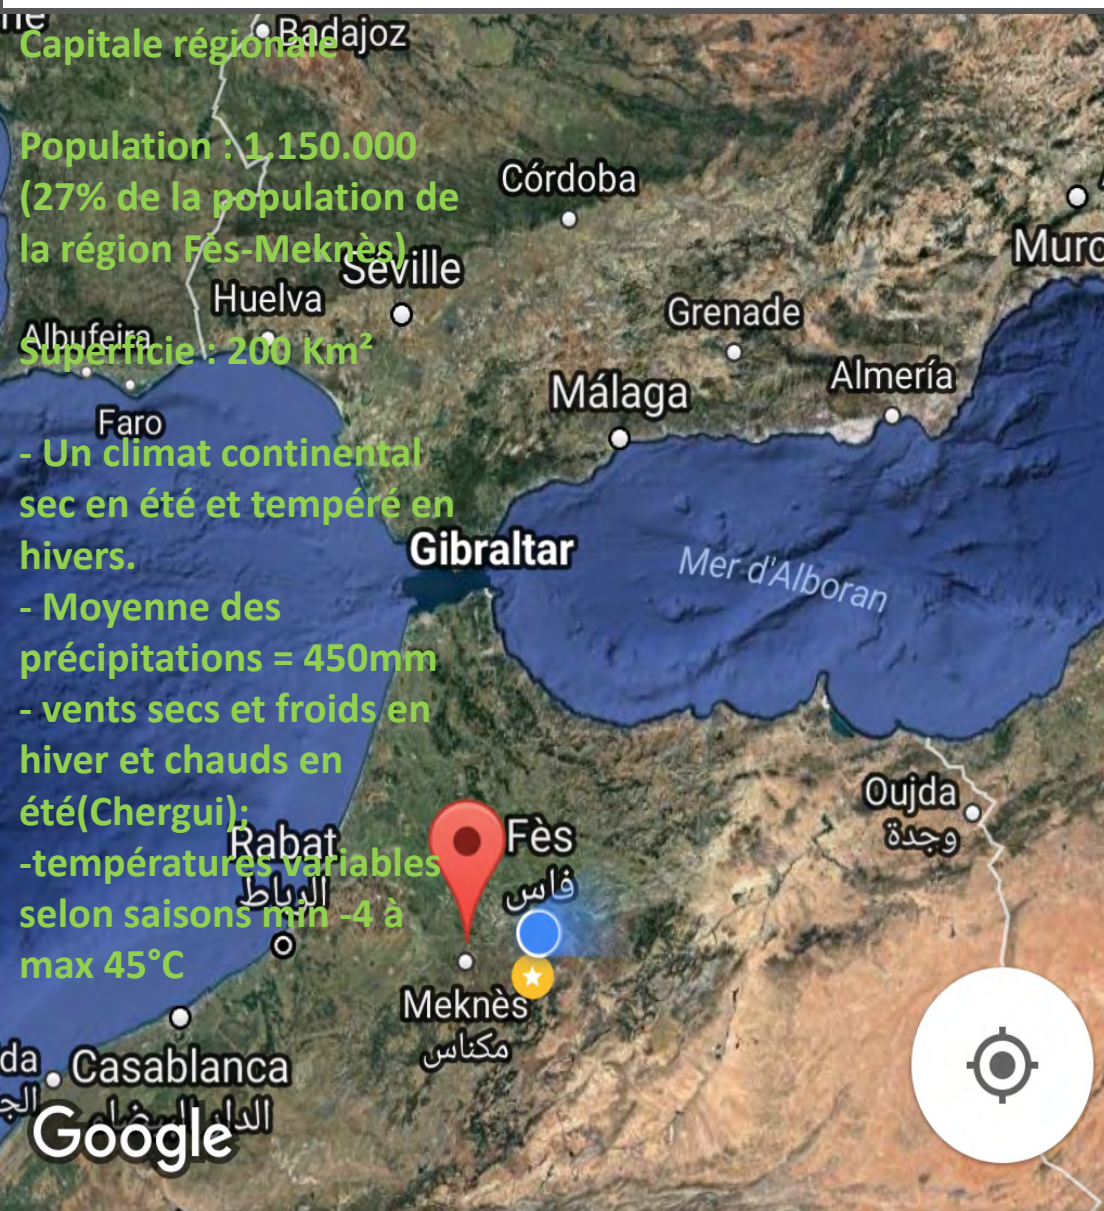 Capitale régionale
Population : 1.150.000
(27% de la population de
la région Fès-Meknès)
Superficie : 200 Km²
- Un climat continental
sec en été et tempéré en
hivers.
- Moyenne des
précipitations = 450mm
- vents secs et froids en
hiver et chauds en
été(Chergui);
-températures variables
selon saisons min -4 à
max 45°C
Badajoz
Córdoba
Séville
Huelva
Grenade
Albufeira
Almería
Málaga
Faro
Gibraltar
Mer d'Alboran
Oujda
وجدة
Rabat
الرباط
Fès
فاس
Meknès
مكناس
Casablanca
الدار البيضاء
Google